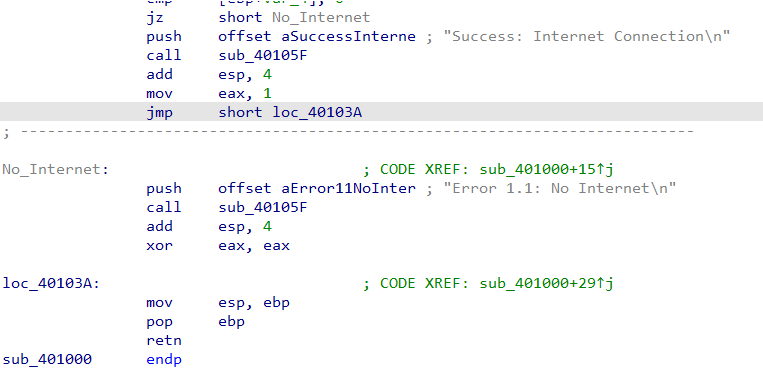 jz short No_Internet
push offset aSuccessInterne ; "Success: Internet Connection\n"
call sub_40105F
add esp, 4
mov eax, 1
jmp short loc_40103A
; ---------------------------------------------------------------------------
No_Internet: ; CODE XREF: sub_401000+15↑j
push offset aError11NoInter ; "Error 1.1: No Internet\n"
call sub_40105F
add esp, 4
xor eax, eax
loc_40103A: ; CODE XREF: sub_401000+29↑j
mov esp, ebp
pop ebp
retn
sub_401000 endp